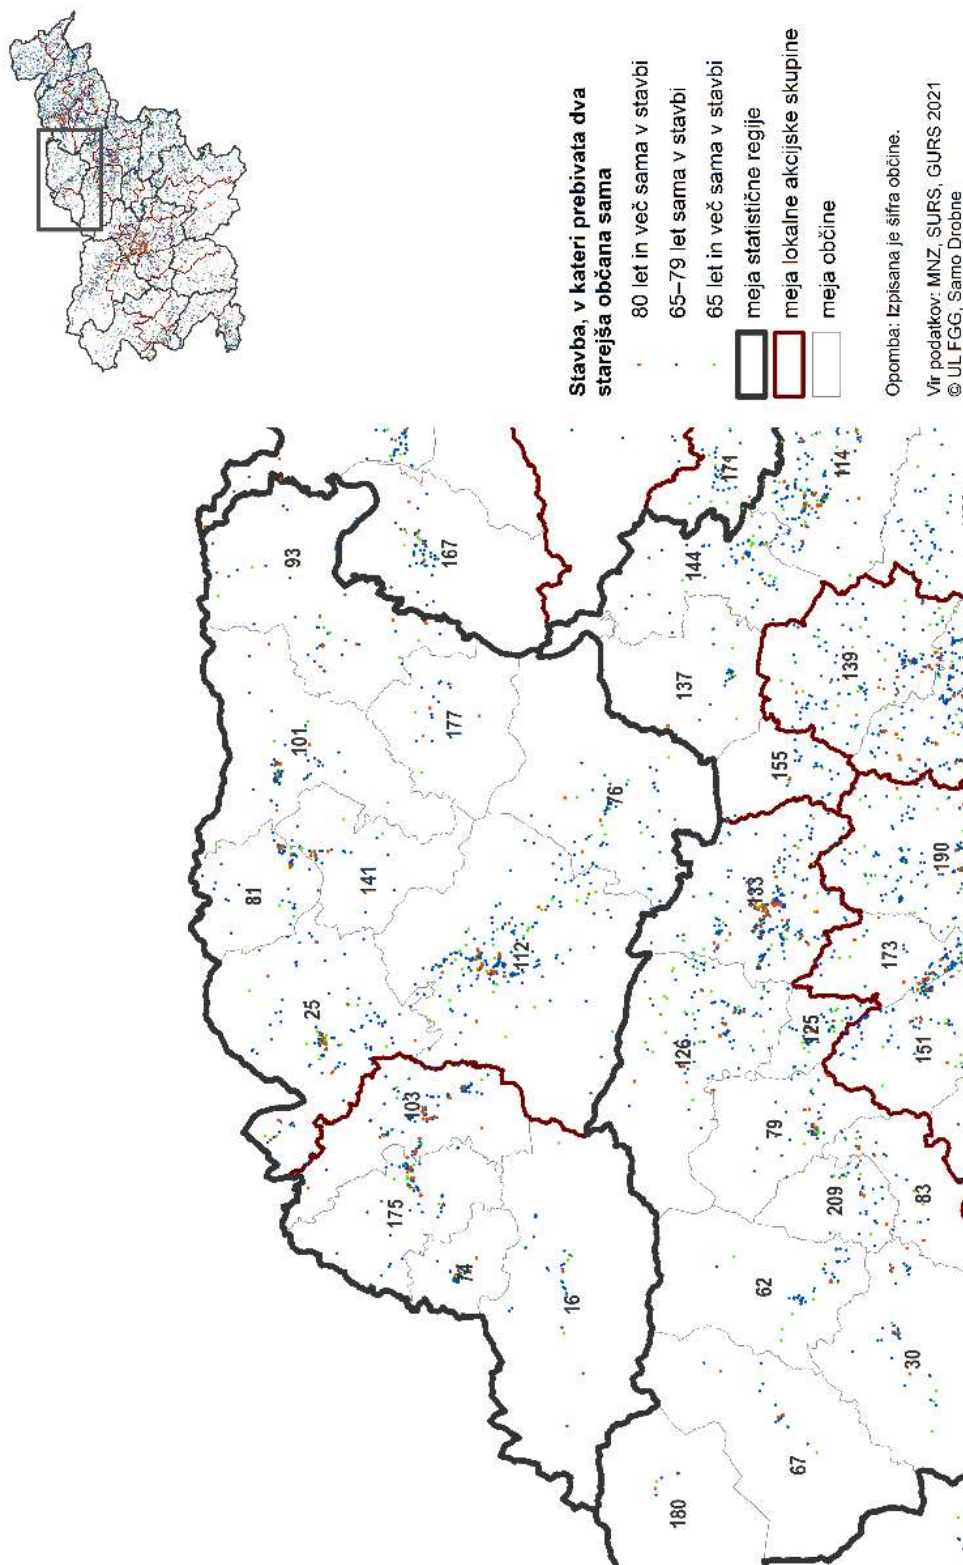 Stavba, v kateri prebivata dva
starejša občana sama
80 let in več sama v stavbi
65–79 let sama v stavbi
65 let in več sama v stavbi
meja statistične regije
meja lokalne akcijske skupine
meja občine
Opomba: Izpisana je šifra občine.
Vir podatkov: MNZ, SURS, GURS 2021
© UL FGG, Samo Drobne
93
167
101
177
81
141
25
112
76
103
175
74
16
171
114
144
137
139
155
133
190
173
126
125
151
79
209
83
62
30
67
180